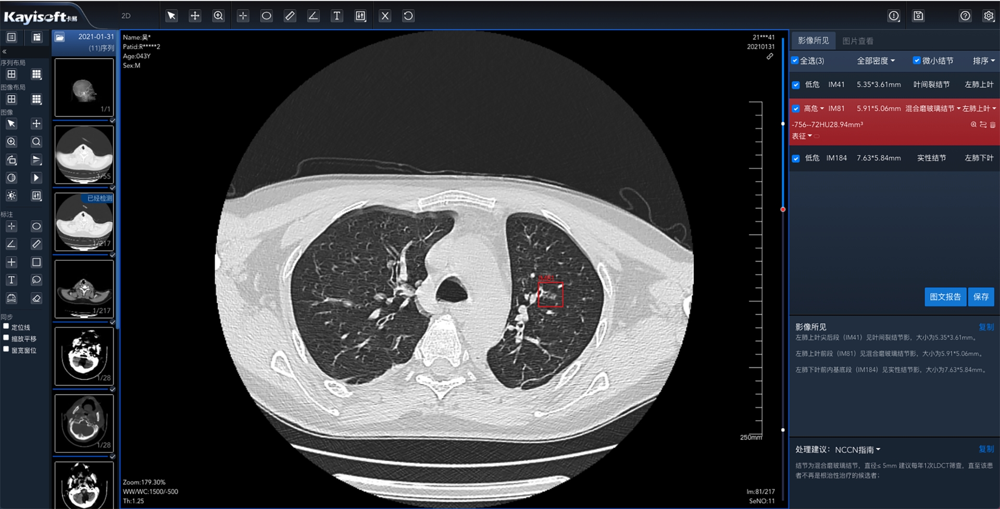 Kayisoft卡易
2D
2021-01-31
(11)序列
序列布局
图像布局
图像
标注
同步
定位线
缩放平移
窗宽窗位
1/1
1/55
已经检测
1/217
1/217
1/28
1/28
Name:吴*
Patid:R*****2
Age:043Y
Sex:M
21***41
20210131
IM81
250mm
Zoom:179.30%
WW/WC:1500/-500
Th:1.25
Im:81/217
SeNO:11
影像所见 图片查看
全选(3) 全部密度 微小结节 排序
低危 IM41 5.35*3.61mm 叶间裂结节 左肺上叶
高危 IM81 5.91*5.06mm 混合磨玻璃结节 左肺上叶
-756--72HU28.94mm³
表征
低危 IM184 7.63*5.84mm 实性结节 左肺下叶
图文报告 保存
影像所见 复制
左肺上叶尖后段（IM41）见叶间裂结节影，大小为5.35*3.61mm。
左肺上叶前段（IM81）见混合磨玻璃结节影，大小为5.91*5.06mm。
左肺下叶前内基底段（IM184）见实性结节影，大小为7.63*5.84mm。
处理建议： NCCN指南 复制
结节为混合磨玻璃结节，直径≤ 5mm 建议每年1次LDCT筛查，直至该患
者不再是根治性治疗的候选者；